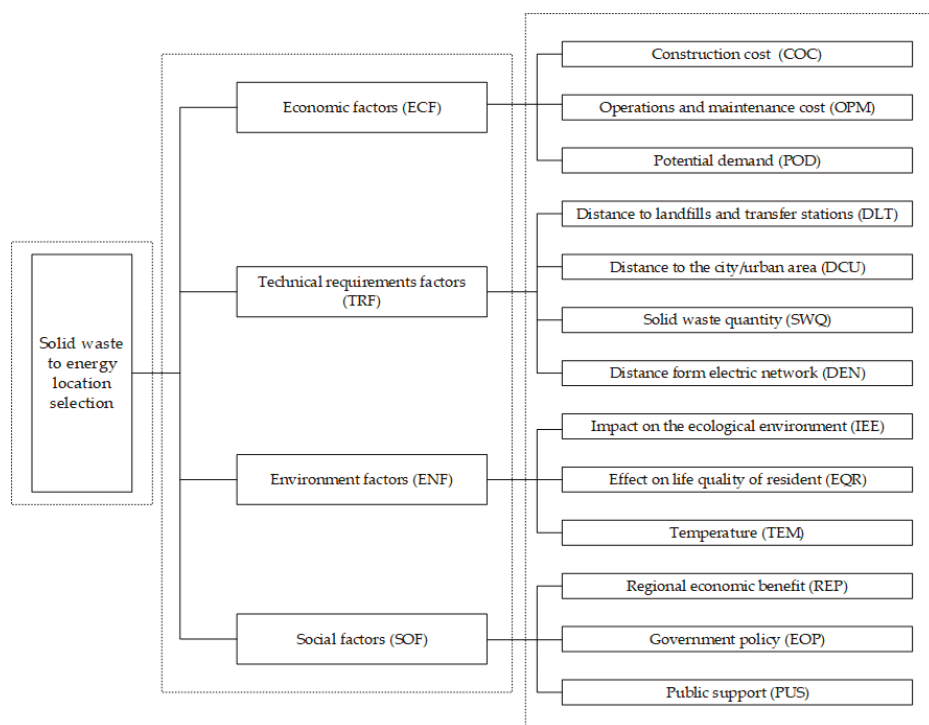 Solid waste
to energy
location
selection
Economic factors (ECF)
Technical requirements factors
(TRF)
Environment factors (ENF)
Social factors (SOF)
Construction cost (COC)
Operations and maintenance cost (OPM)
Potential demand (POD)
Distance to landfills and transfer stations (DLT)
Distance to the city/urban area (DCU)
Solid waste quantity (SWQ)
Distance form electric network (DEN)
Impact on the ecological environment (IEE)
Effect on life quality of resident (EQR)
Temperature (TEM)
Regional economic benefit (REP)
Government policy (EOP)
Public support (PUS)